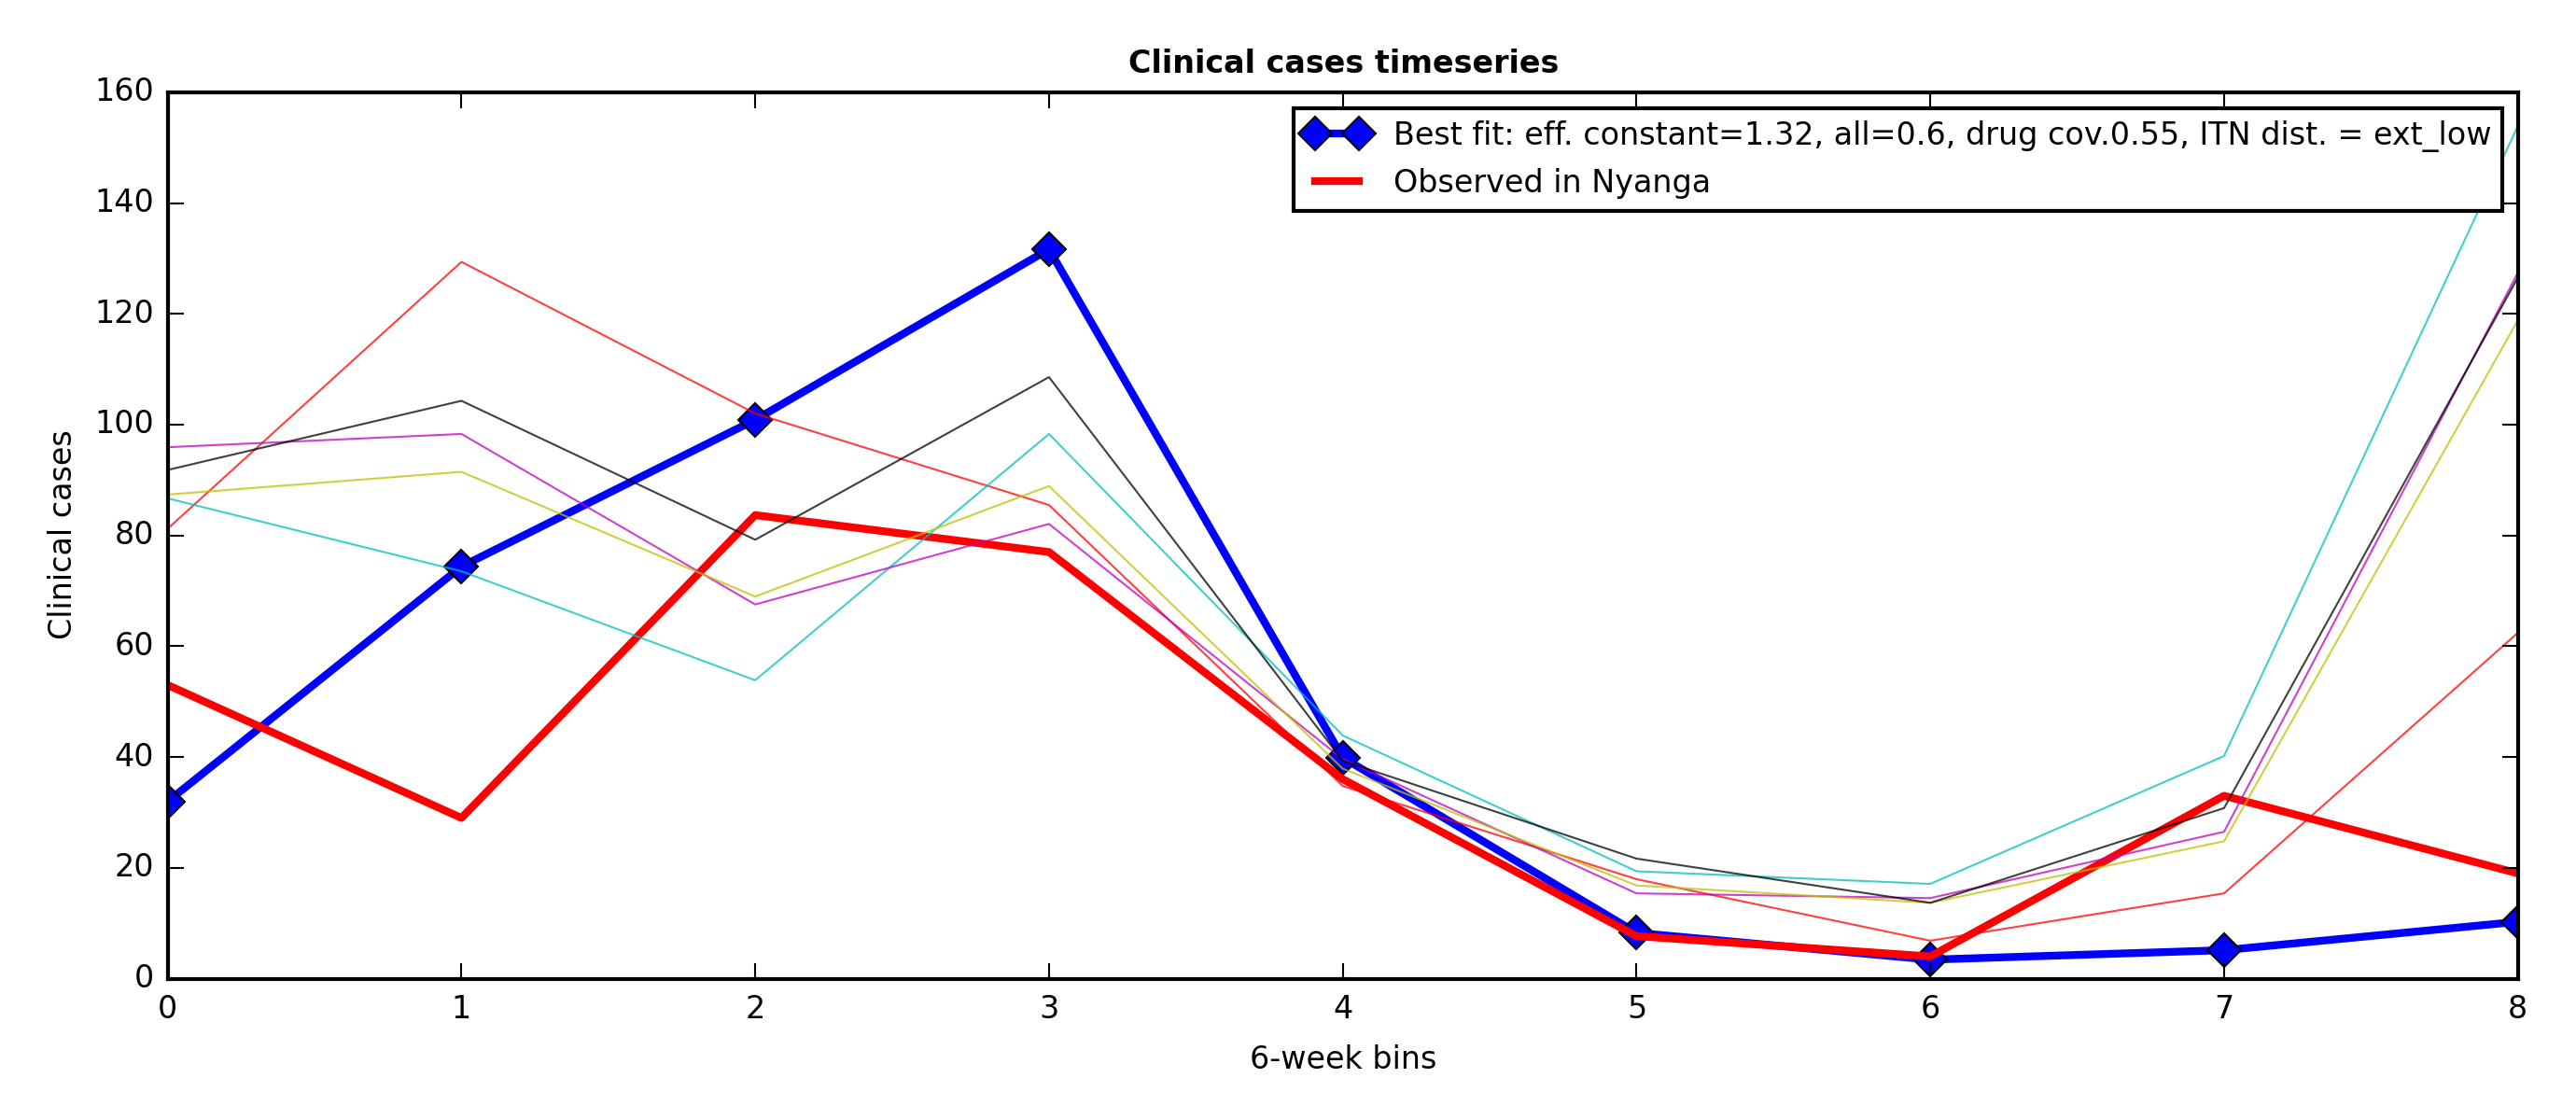 Clinical cases timeseries
160
140
120
100
80
60
40
20
0
Clinical cases
Best fit: eff. constant=1.32, all=0.6, drug cov.0.55, ITN dist. = ext_low
Observed in Nyanga
0 1 2 3 4 5 6 7 8
6-week bins